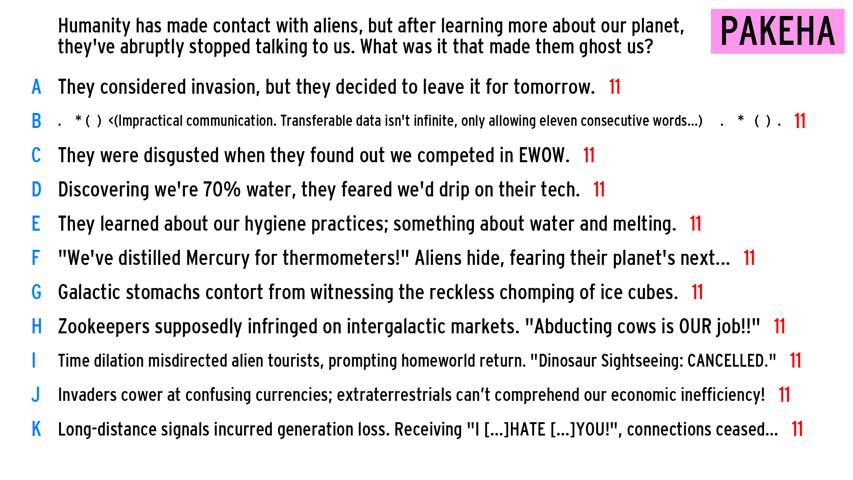 Humanity has made contact with aliens, but after learning more about our planet,
they've abruptly stopped talking to us. What was it that made them ghost us?
PAKEHA
A They considered invasion, but they decided to leave it for tomorrow. 11
B . *( ) <(Impractical communication. Transferable data isn't infinite, only allowing eleven consecutive words...) . * ( ) . 11
C They were disgusted when they found out we competed in EWOW. 11
D Discovering we're 70% water, they feared we'd drip on their tech. 11
E They learned about our hygiene practices; something about water and melting. 11
F "We've distilled Mercury for thermometers!" Aliens hide, fearing their planet's next... 11
G Galactic stomachs contort from witnessing the reckless chomping of ice cubes. 11
H Zookeepers supposedly infringed on intergalactic markets. "Abducting cows is OUR job!!" 11
I Time dilation misdirected alien tourists, prompting homeworld return. "Dinosaur Sightseeing: CANCELLED." 11
J Invaders cower at confusing currencies; extraterrestrials can’t comprehend our economic inefficiency! 11
K Long-distance signals incurred generation loss. Receiving "I [...]HATE [...]YOU!", connections ceased... 11